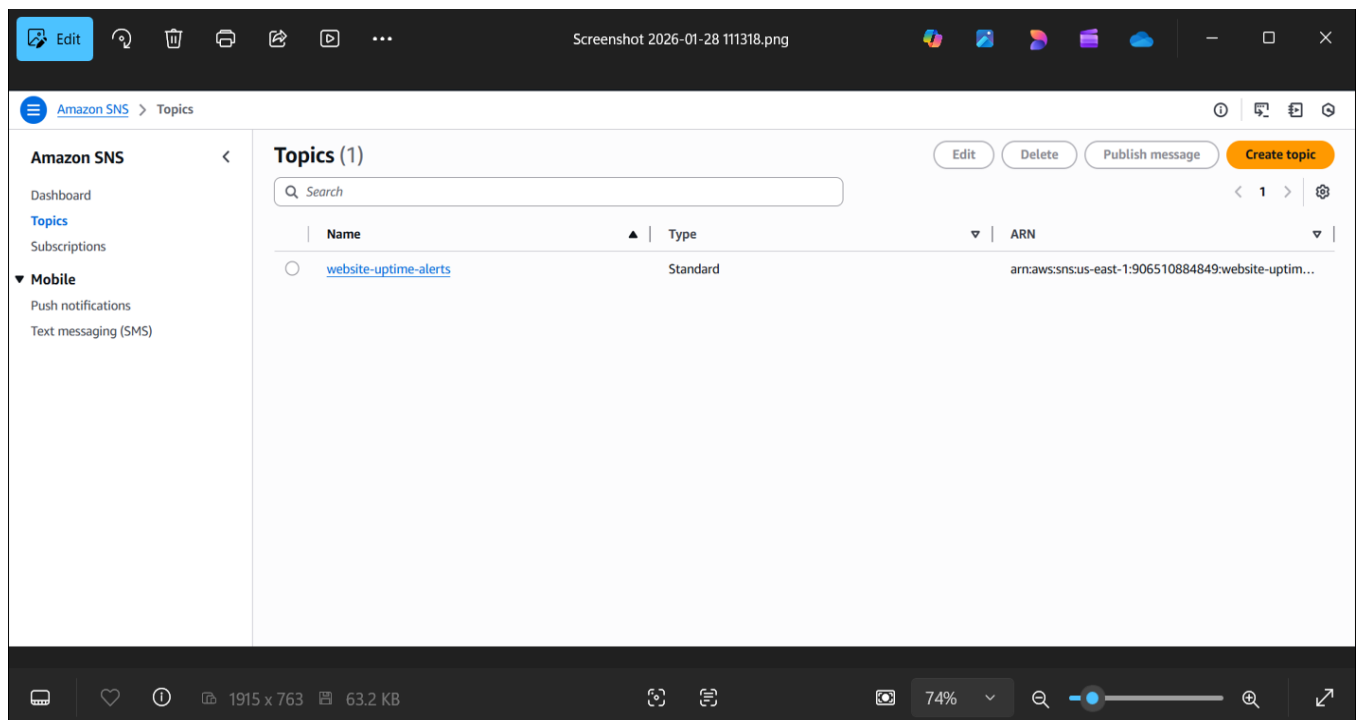 Edit
Screenshot 2026-01-28 111318.png
Amazon SNS > Topics
Amazon SNS
Dashboard
Topics
Subscriptions
Mobile
Push notifications
Text messaging (SMS)
Topics (1)
Edit Delete Publish message Create topic
Search
1
Name Type ARN
website-uptime-alerts Standard arn:aws:sns:us-east-1:906510884849:website-uptim...
1915 x 763 63.2 KB 74%